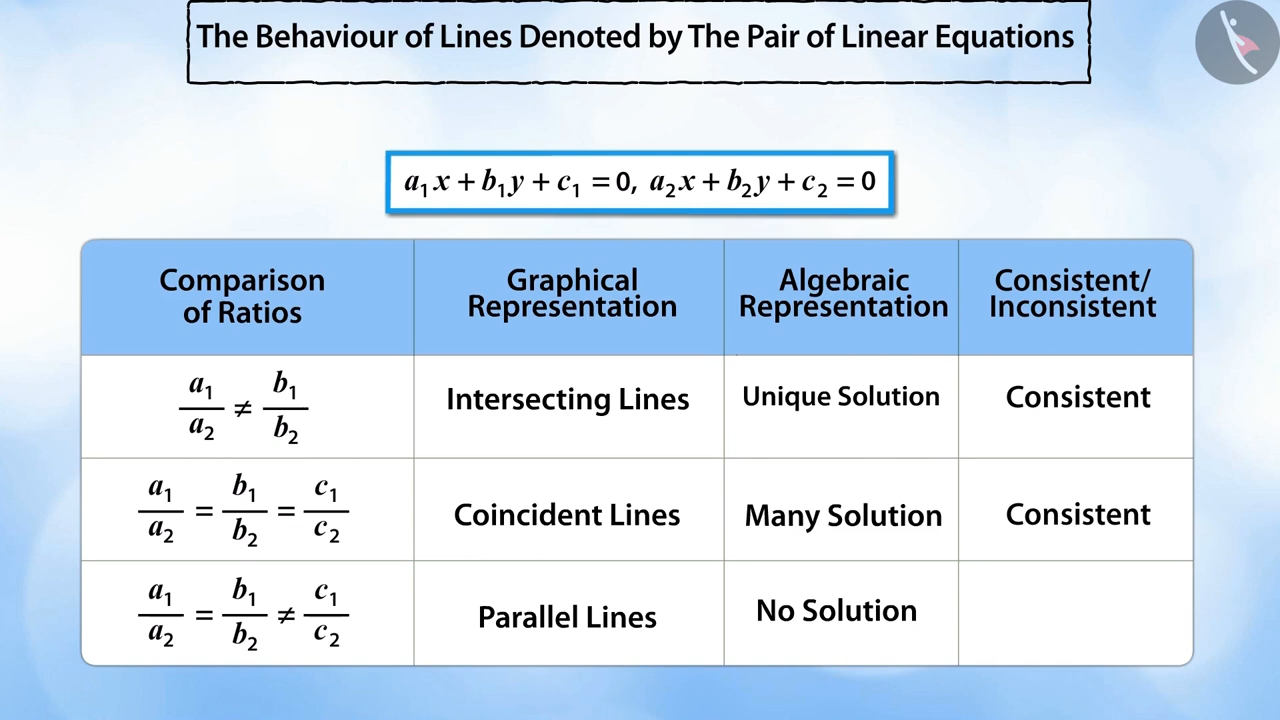 The Behaviour of Lines Denoted by The Pair of Linear Equations
a₁x + b₁y + c₁ = 0, a₂x + b₂y + c₂ = 0
Comparison of Ratios | Graphical Representation | Algebraic Representation | Consistent/ Inconsistent
a₁/a₂ ≠ b₁/b₂ | Intersecting Lines | Unique Solution | Consistent
a₁/a₂ = b₁/b₂ = c₁/c₂ | Coincident Lines | Many Solution | Consistent
a₁/a₂ = b₁/b₂ ≠ c₁/c₂ | Parallel Lines | No Solution